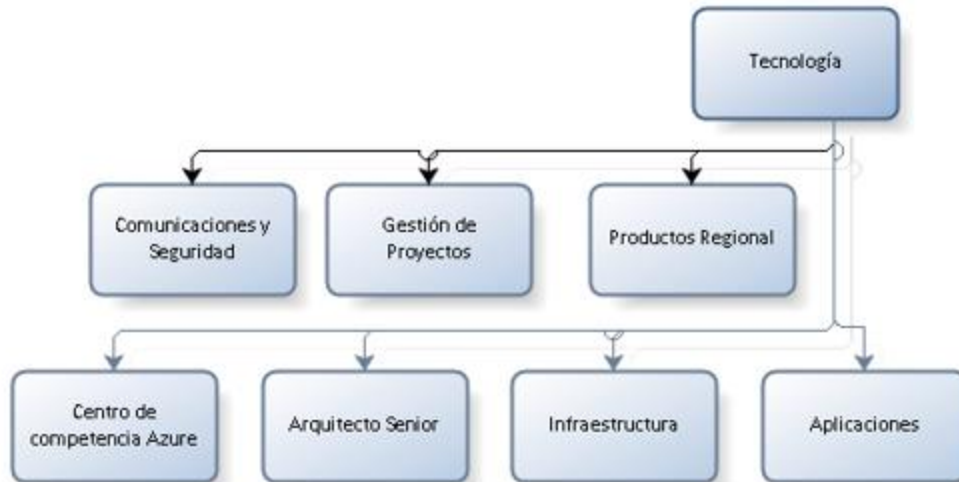 Tecnología
Comunicaciones y
Seguridad
Gestión de
Proyectos
Productos Regional
Centro de
competencia Azure
Arquitecto Senior
Infraestructura
Aplicaciones